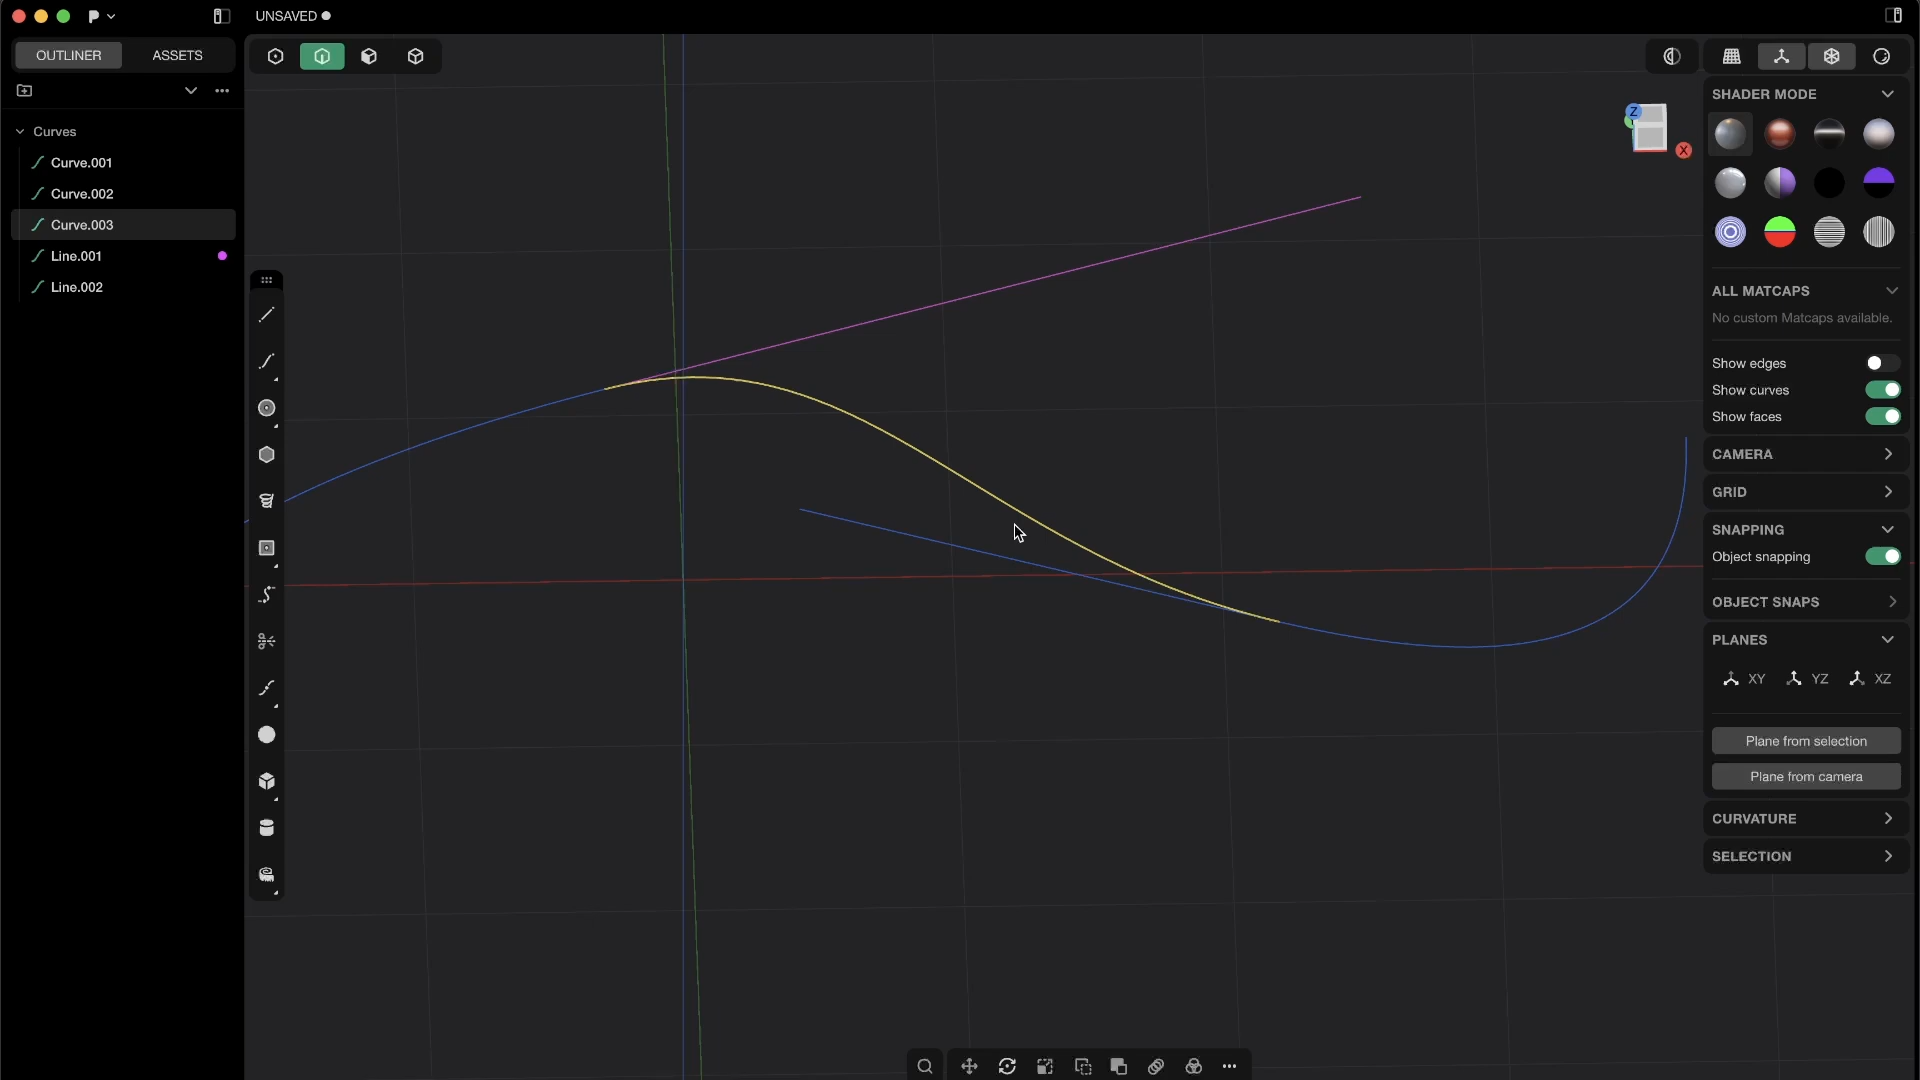 UNSAVED
OUTLINER
ASSETS
Curves
Curve.001
Curve.002
Curve.003
Line.001
Line.002
Z
X
SHADER MODE
ALL MATCAPS
No custom Matcaps available.
Show edges
Show curves
Show faces
CAMERA
GRID
SNAPPING
Object snapping
OBJECT SNAPS
PLANES
XY YZ XZ
Plane from selection
Plane from camera
CURVATURE
SELECTION